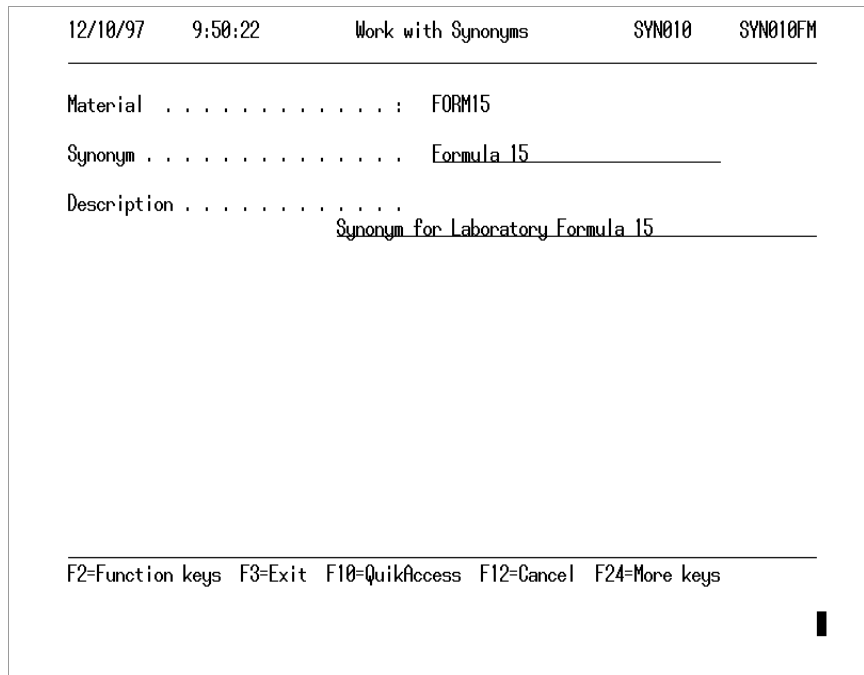 12/10/97 9:50:22 Work with Synonyms SYN010 SYN010FM
Material . . . . . . . . . . . . . : FORM15
Synonym . . . . . . . . . . . . . . Formula 15
Description . . . . . . . . . . . .
Synonym for Laboratory Formula 15
F2=Function keys F3=Exit F10=QuikAccess F12=Cancel F24=More keys